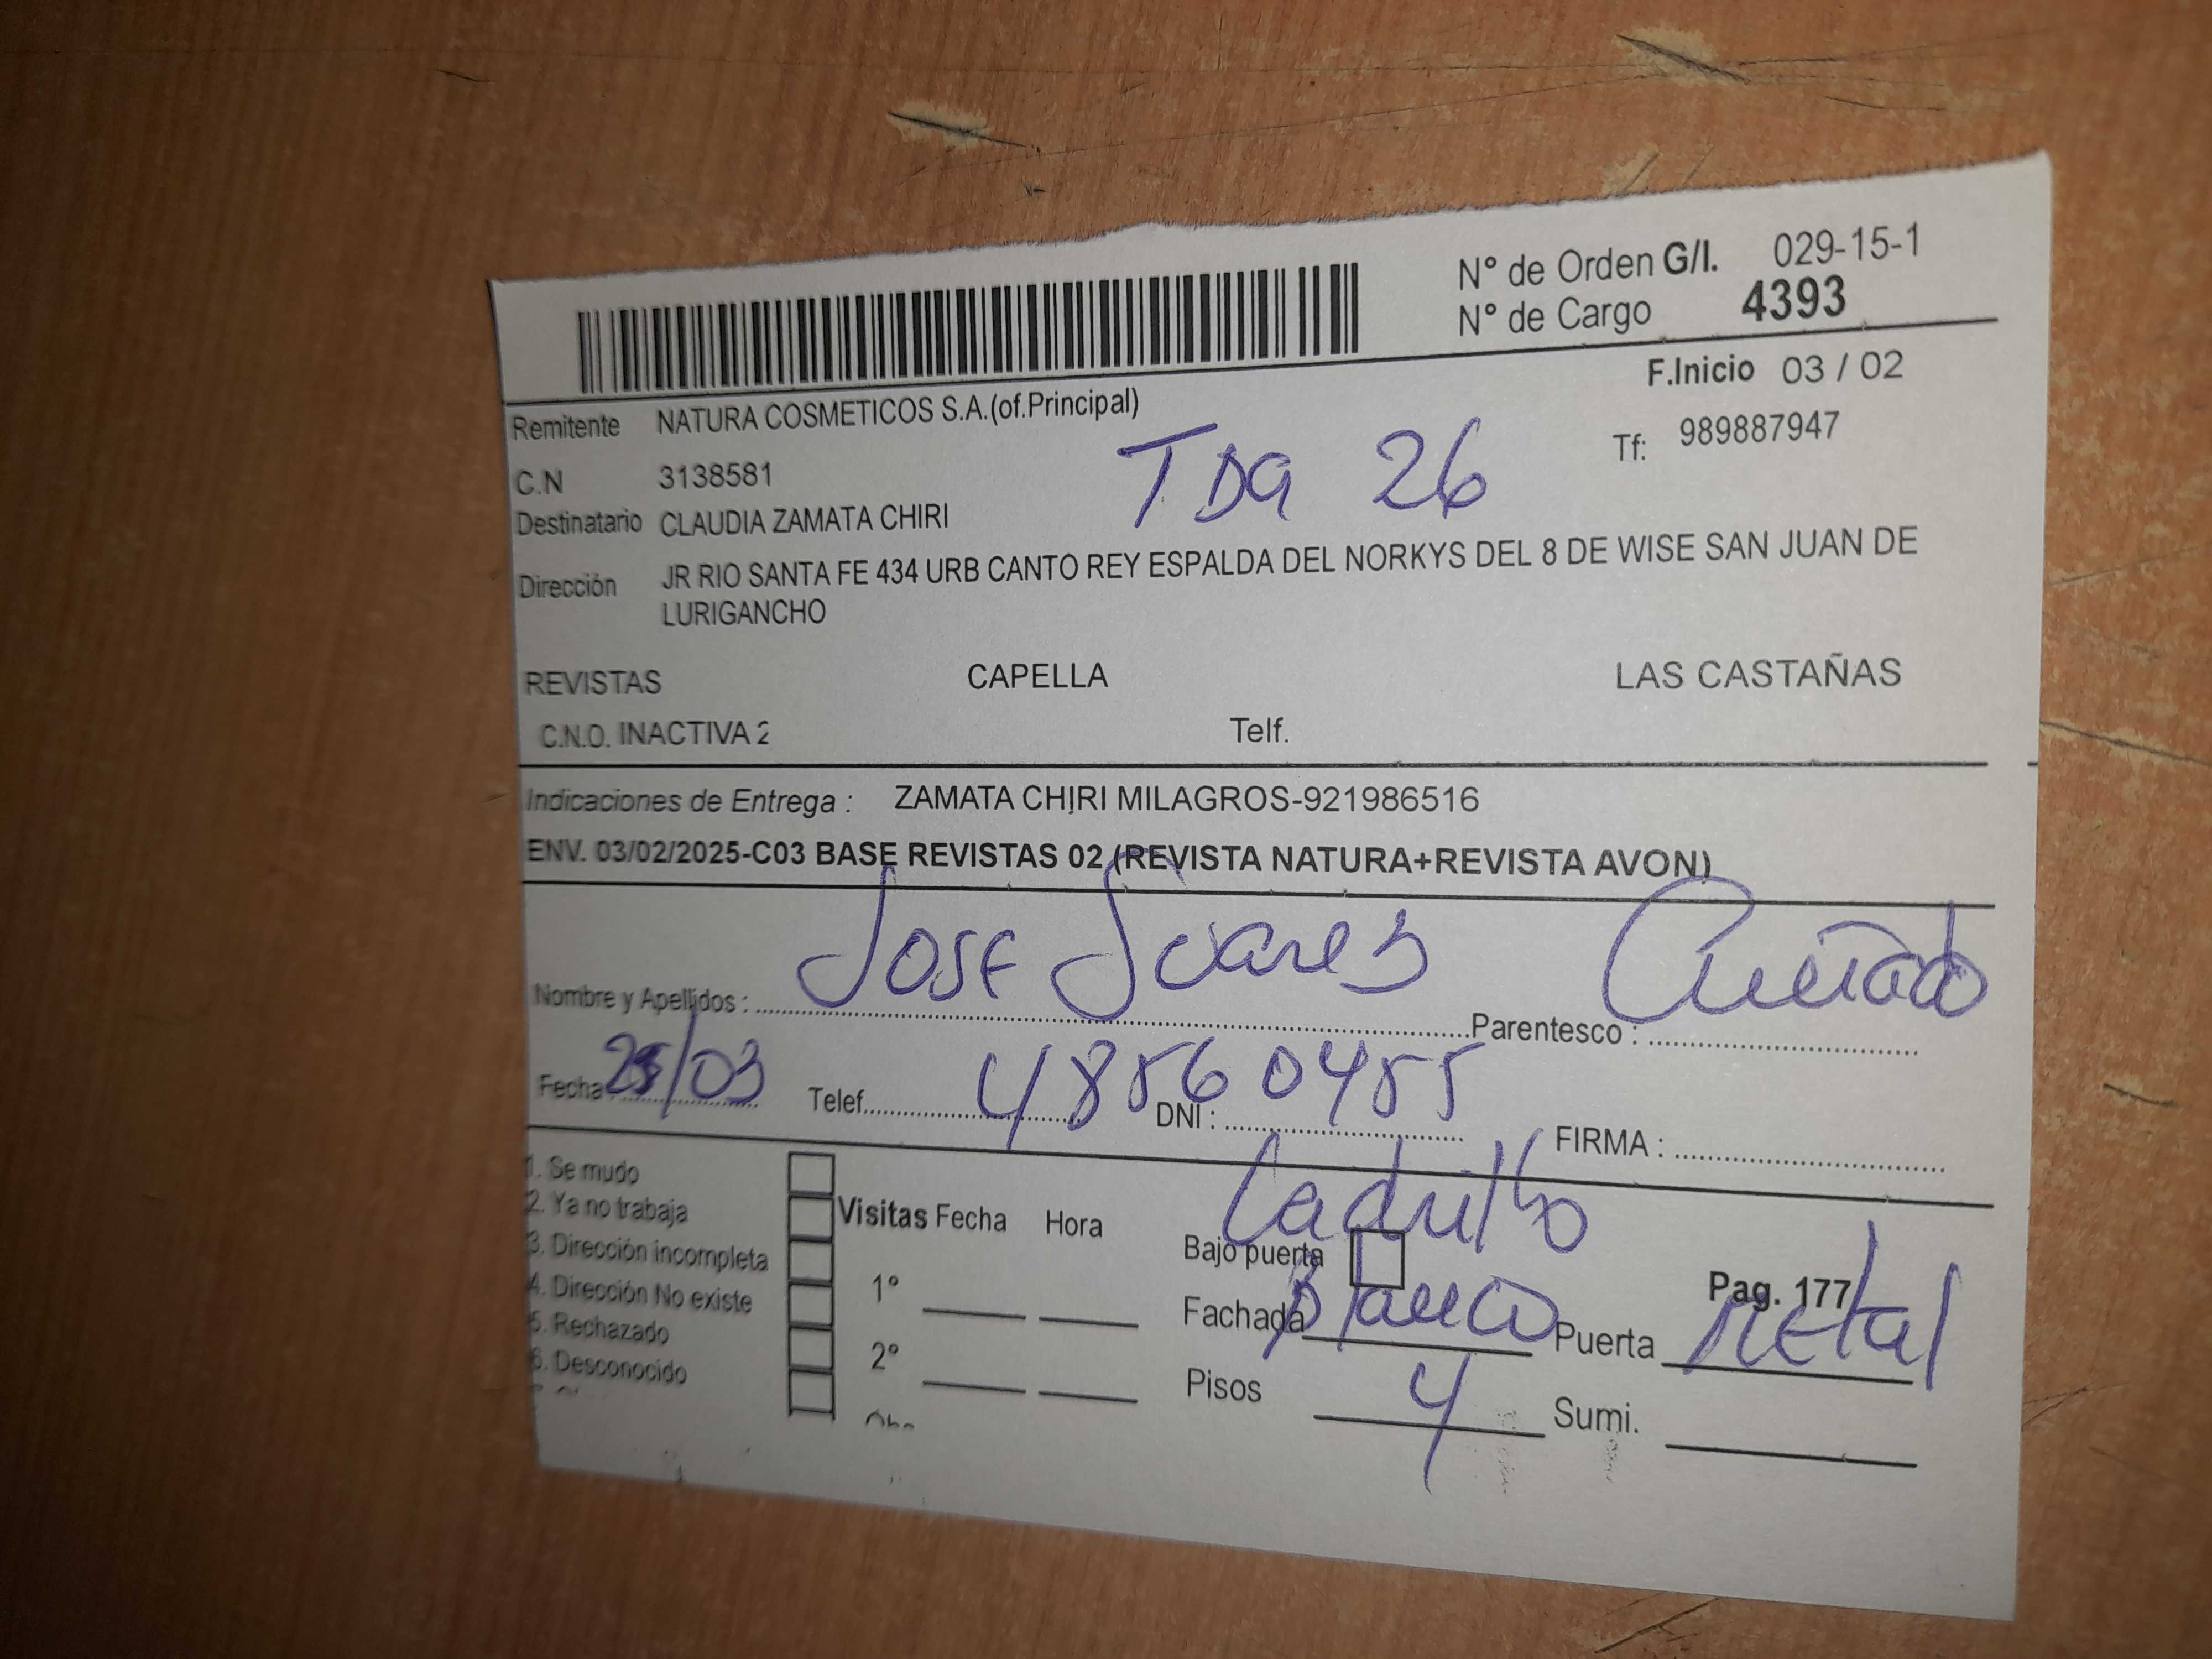 N° de Orden G/I. 029-15-1
N° de Cargo 4393
F.Inicio 03 / 02
Remitente NATURA COSMETICOS S.A.(of.Principal)
Tf: 989887947
C.N 3138581
TDA 26
Destinatario CLAUDIA ZAMATA CHIRI
Dirección JR RIO SANTA FE 434 URB CANTO REY ESPALDA DEL NORKYS DEL 8 DE WISE SAN JUAN DE
LURIGANCHO
REVISTAS CAPELLA LAS CASTAÑAS
C.N.O. INACTIVA 2 Telf.
Indicaciones de Entrega : ZAMATA CHIRI MILAGROS-921986516
ENV. 03/02/2025-C03 BASE REVISTAS 02 (REVISTA NATURA+REVISTA AVON)
Nombre y Apellidos : Jose Suares Parentesco : Cuñado
Fecha /03 Telef. DNI : 48560455 FIRMA :
1. Se mudo
2. Ya no trabaja
3. Dirección incompleta
4. Dirección No existe
5. Rechazado
6. Desconocido
Visitas Fecha Hora
1°
2°
Ladrillo
Bajo puerta
Pag. 177
Fachada Blanco Puerta Metal
Pisos 4 Sumi.